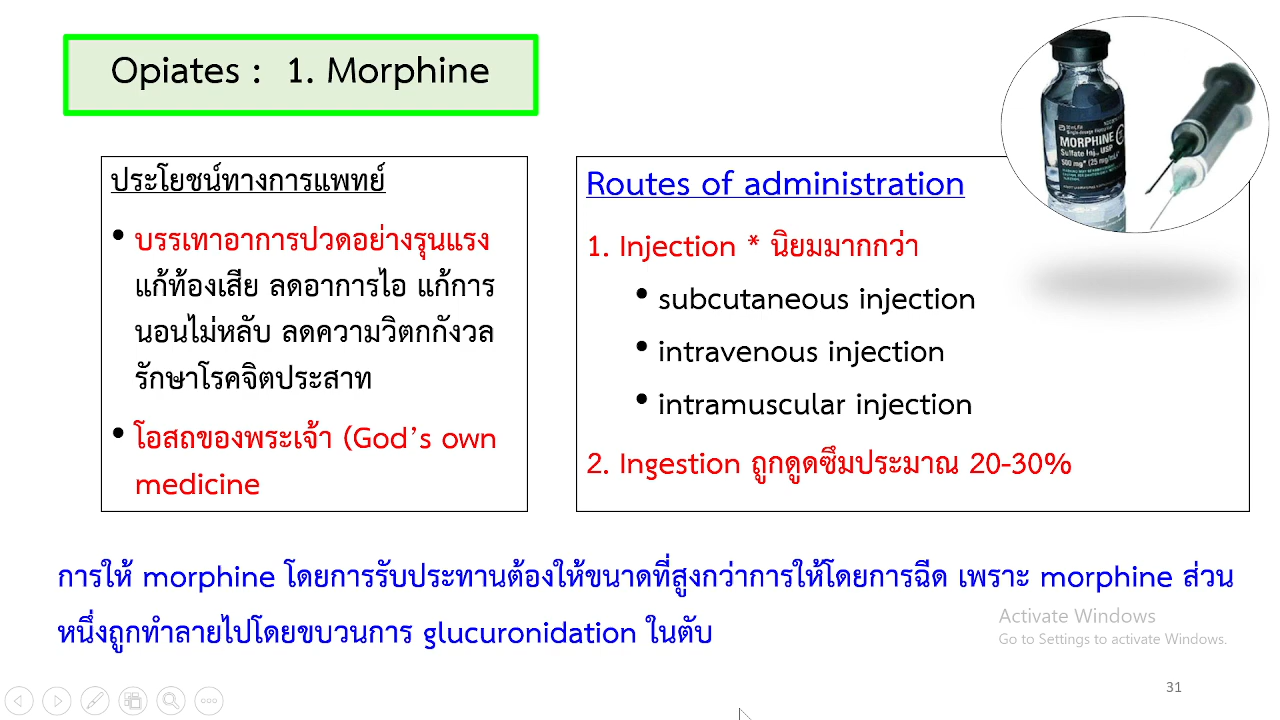 Opiates :  1. Morphine
ประโยชน์ทางการแพทย์
• บรรเทาอาการปวดอย่างรุนแรง
แก้ท้องเสีย ลดอาการไอ แก้การ
นอนไม่หลับ ลดความวิตกกังวล
รักษาโรคจิตประสาท
• โอสถของพระเจ้า (God's own
medicine
Routes of administration
1. Injection * นิยมมากกว่า
• subcutaneous injection
• intravenous injection
• intramuscular injection
2. Ingestion ถูกดูดซึมประมาณ 20-30%
MORPHINE
Sulfate Inj., USP
500 mg* (25 mg/mL)
การให้ morphine โดยการรับประทานต้องให้ขนาดที่สูงกว่าการให้โดยการฉีด เพราะ morphine ส่วน
หนึ่งถูกทำลายไปโดยขบวนการ glucuronidation ในตับ
Activate Windows
Go to Settings to activate Windows.
31